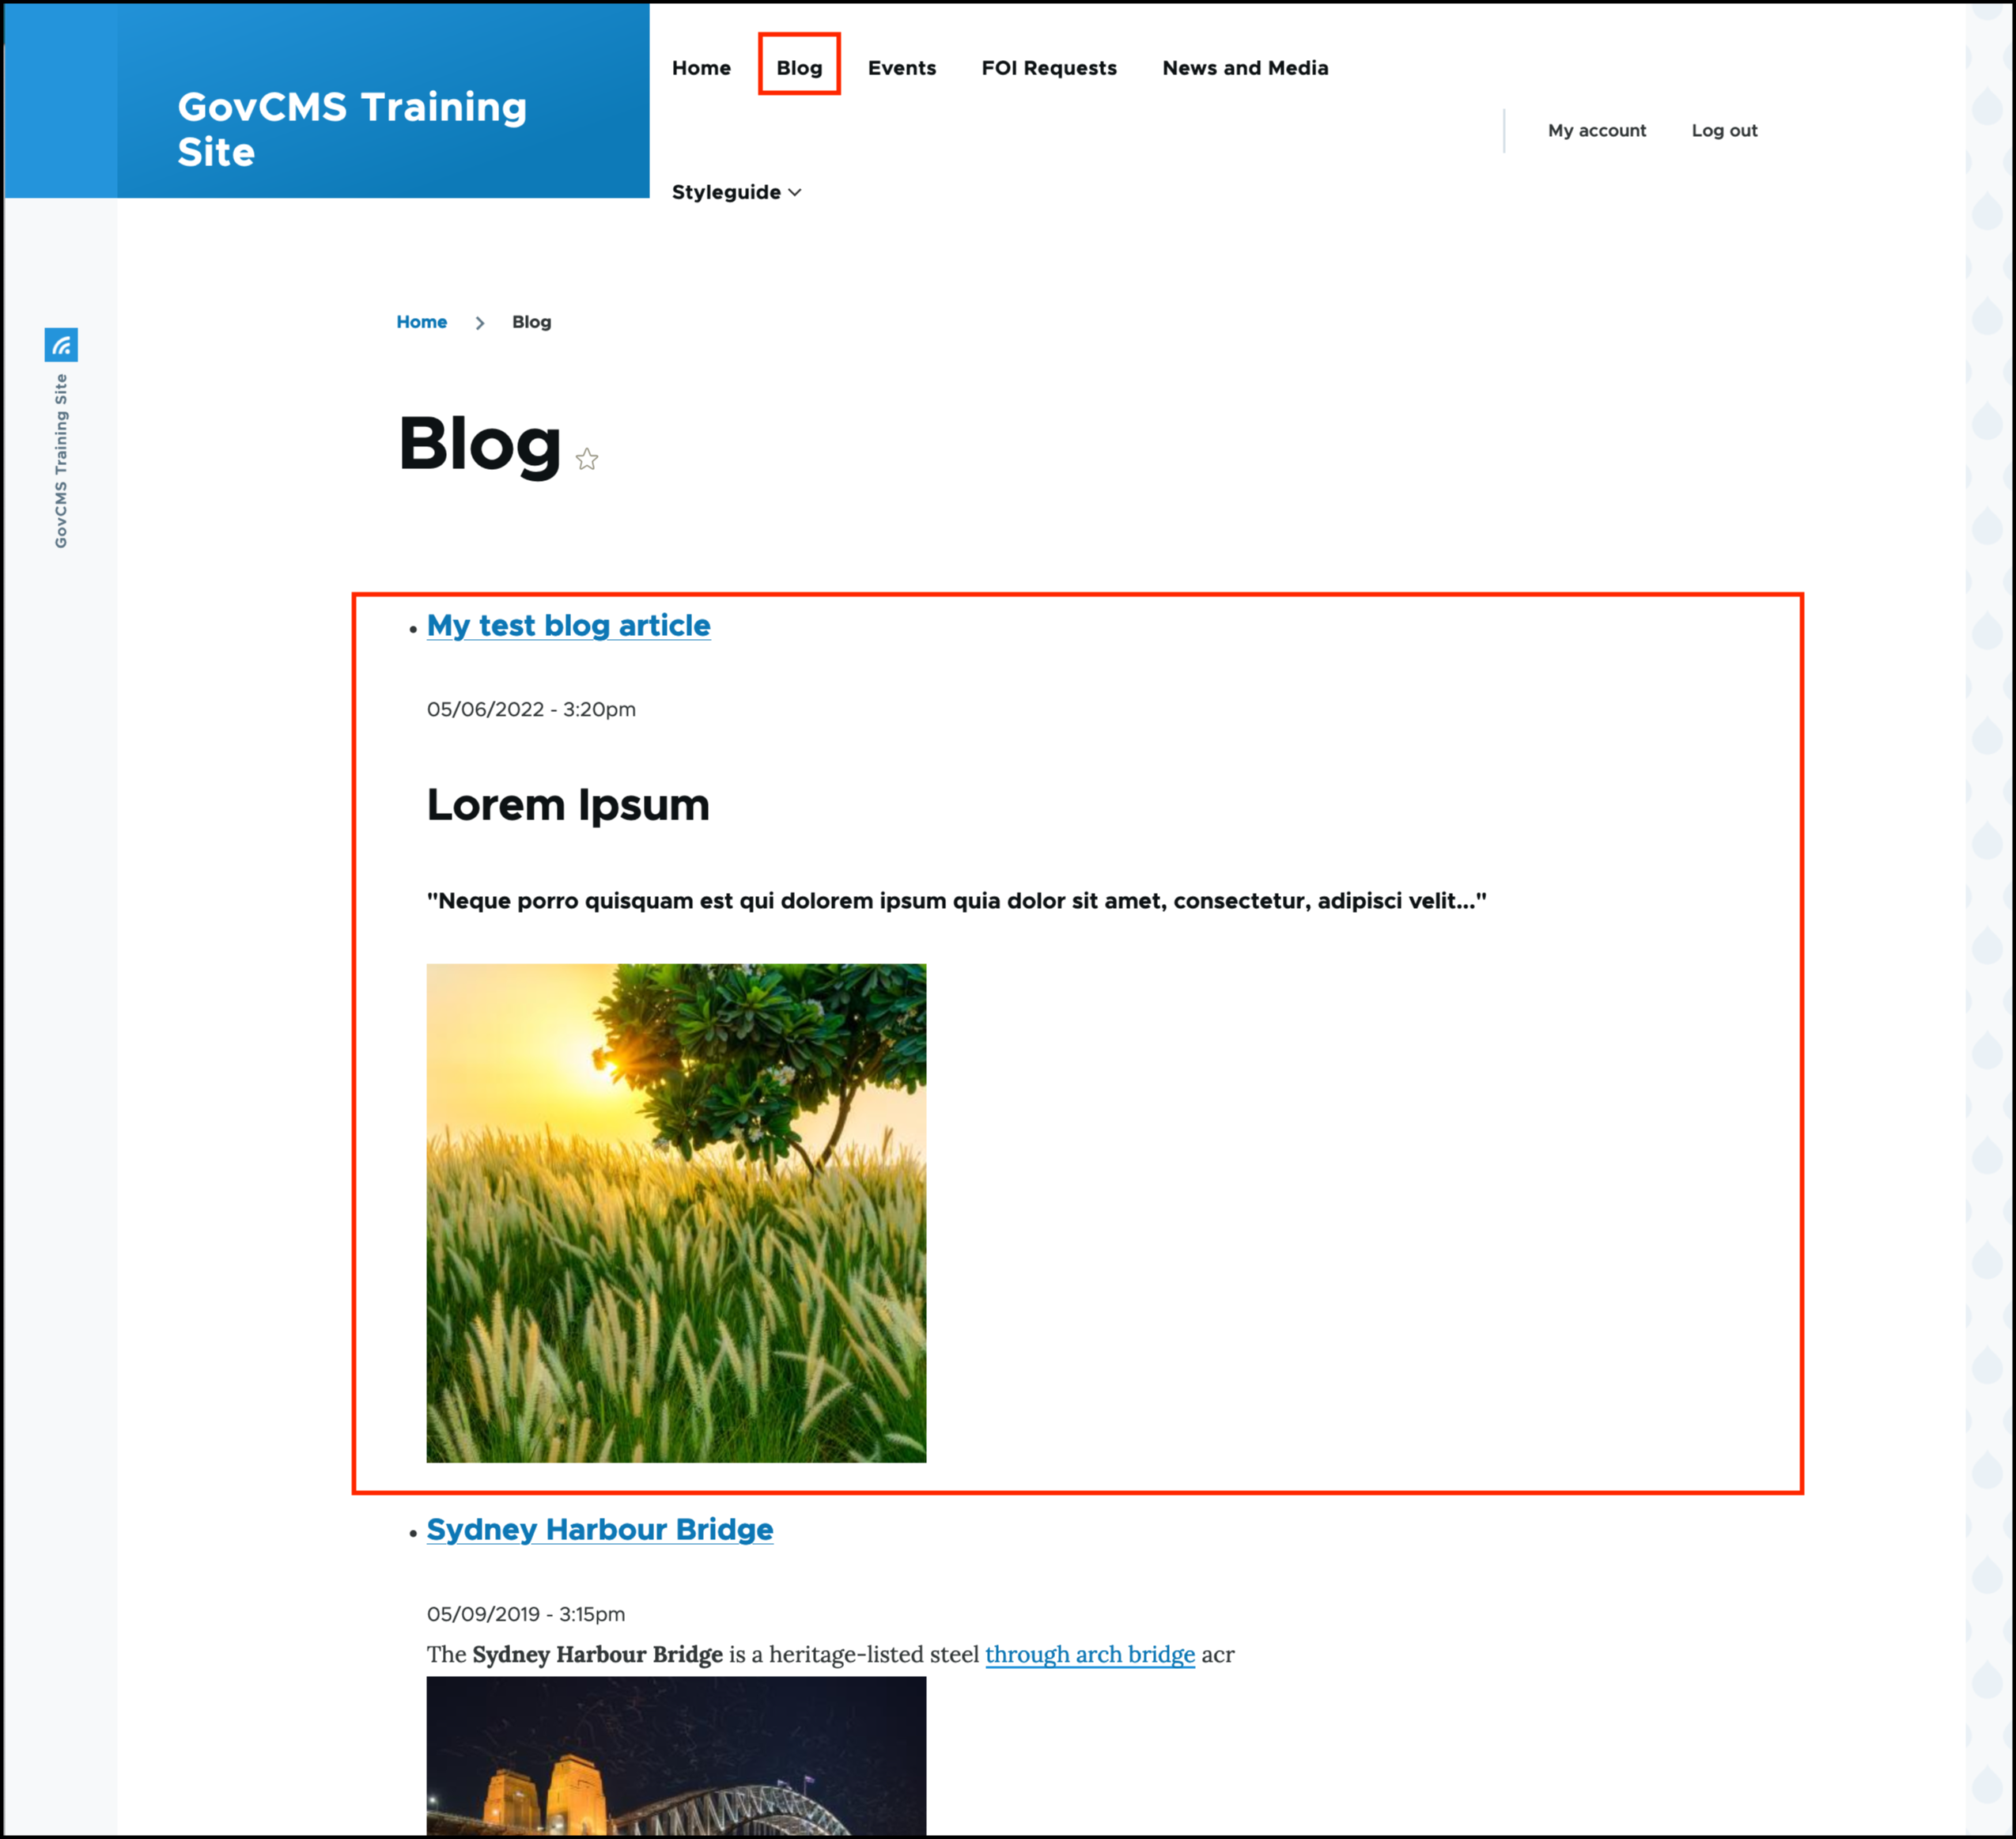 GovCMS Training
Site
Home Blog Events FOI Requests News and Media
My account Log out
Styleguide
Home Blog
GovCMS Training Site
Blog
My test blog article
05/06/2022 - 3:20pm
Lorem Ipsum
"Neque porro quisquam est qui dolorem ipsum quia dolor sit amet, consectetur, adipisci velit..."
Sydney Harbour Bridge
05/09/2019 - 3:15pm
The Sydney Harbour Bridge is a heritage-listed steel through arch bridge acr